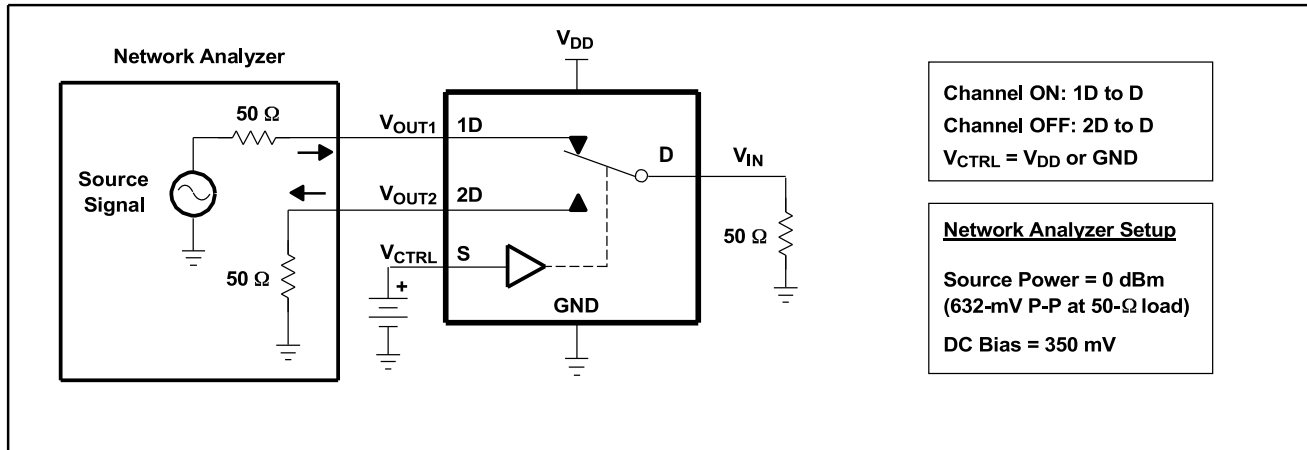 V_DD
Network Analyzer
50 Ω
V_OUT1 1D
Source
Signal
D
V_IN
V_OUT2 2D
50 Ω
V_CTRL S
+
50 Ω
GND
Channel ON: 1D to D
Channel OFF: 2D to D
V_CTRL = V_DD or GND
Network Analyzer Setup
Source Power = 0 dBm
(632-mV P-P at 50-Ω load)
DC Bias = 350 mV